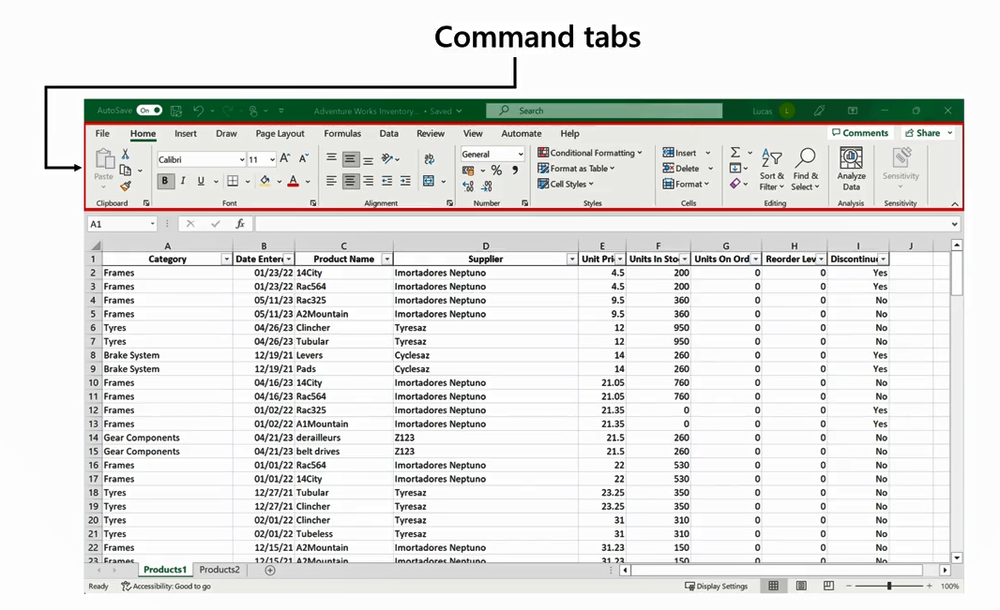 Command tabs
AutoSave On Adventure Works Inventory... • Saved Search Lucas L
File Home Insert Draw Page Layout Formulas Data Review View Automate Help Comments Share
Paste Calibri 11 General Conditional Formatting Insert Σ Sort & Find & Analyze Sensitivity
B I U A ab % 9 Format as Table Delete Filter Select Data
Cell Styles Format
Clipboard Font Alignment Number Styles Cells Editing Analysis Sensitivity
A1 fx
A B C D E F G H I J
1 Category Date Entere Product Name Supplier Unit Pri Units In Sto Units On Ord Reorder Lev Discontinue
2 Frames 01/23/22 14City Imortadores Neptuno 4.5 200 0 0 Yes
3 Frames 01/23/22 Rac564 Imortadores Neptuno 4.5 200 0 0 Yes
4 Frames 05/11/23 Rac325 Imortadores Neptuno 9.5 360 0 0 No
5 Frames 05/11/23 A2Mountain Imortadores Neptuno 9.5 360 0 0 No
6 Tyres 04/26/23 Clincher Tyresaz 12 950 0 0 No
7 Tyres 04/26/23 Tubular Tyresaz 12 950 0 0 No
8 Brake System 12/19/21 Levers Cyclesaz 14 260 0 0 Yes
9 Brake System 12/19/21 Pads Cyclesaz 14 260 0 0 Yes
10 Frames 04/16/23 14City Imortadores Neptuno 21.05 760 0 0 No
11 Frames 04/16/23 Rac564 Imortadores Neptuno 21.05 760 0 0 No
12 Frames 01/02/22 Rac325 Imortadores Neptuno 21.35 0 0 0 Yes
13 Frames 01/02/22 A1Mountain Imortadores Neptuno 21.35 0 0 0 Yes
14 Gear Components 04/21/23 derailleurs Z123 21.5 260 0 0 No
15 Gear Components 04/21/23 belt drives Z123 21.5 260 0 0 No
16 Frames 01/01/22 Rac564 Imortadores Neptuno 22 530 0 0 No
17 Frames 01/01/22 14City Imortadores Neptuno 22 530 0 0 No
18 Tyres 12/27/21 Tubular Tyresaz 23.25 350 0 0 No
19 Tyres 12/27/21 Clincher Tyresaz 23.25 350 0 0 No
20 Tyres 02/01/22 Clincher Tyresaz 31 310 0 0 No
21 Tyres 02/01/22 Tubeless Tyresaz 31 310 0 0 No
22 Frames 12/15/21 A2Mountain Imortadores Neptuno 31.23 150 0 0 No
23 Frames 12/15/21 A2Mountain Imortadores Neptuno 31.23 150 0 0 No
Products1 Products2
Ready Accessibility: Good to go Display Settings 100%